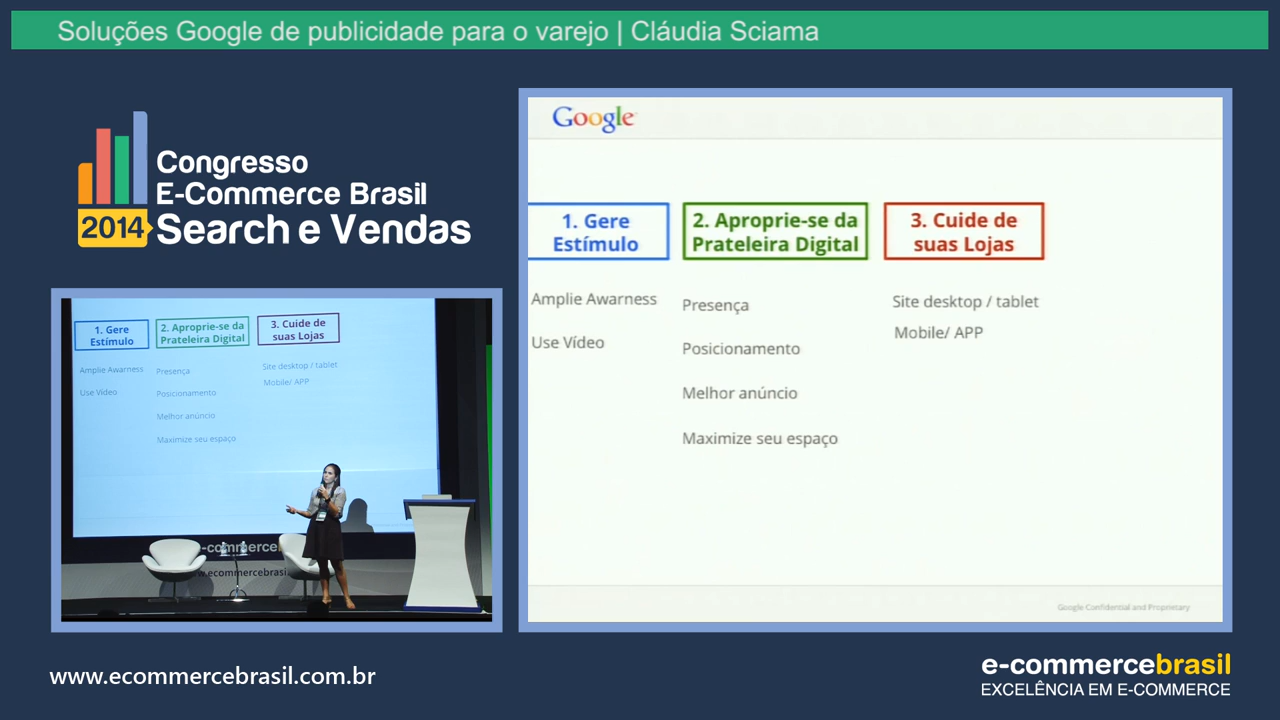 Soluções Google de publicidade para o varejo | Cláudia Sciama
Congresso
E-Commerce Brasil
2014 Search e Vendas
Google
1. Gere
Estímulo
2. Aproprie-se da
Prateleira Digital
3. Cuide de
suas Lojas
Amplie Awarness
Use Vídeo
Presença
Posicionamento
Melhor anúncio
Maximize seu espaço
Site desktop / tablet
Mobile/ APP
Google Confidential and Proprietary
1. Gere
Estímulo
2. Aproprie-se da
Prateleira Digital
3. Cuide de
suas Lojas
Amplie Awarness
Use Vídeo
Presença
Posicionamento
Melhor anúncio
Maximize seu espaço
Site desktop / tablet
Mobile/ APP
e-commerce
ecommercebrasil
www.ecommercebrasil.com.br
e-commercebrasil
EXCELÊNCIA EM E-COMMERCE